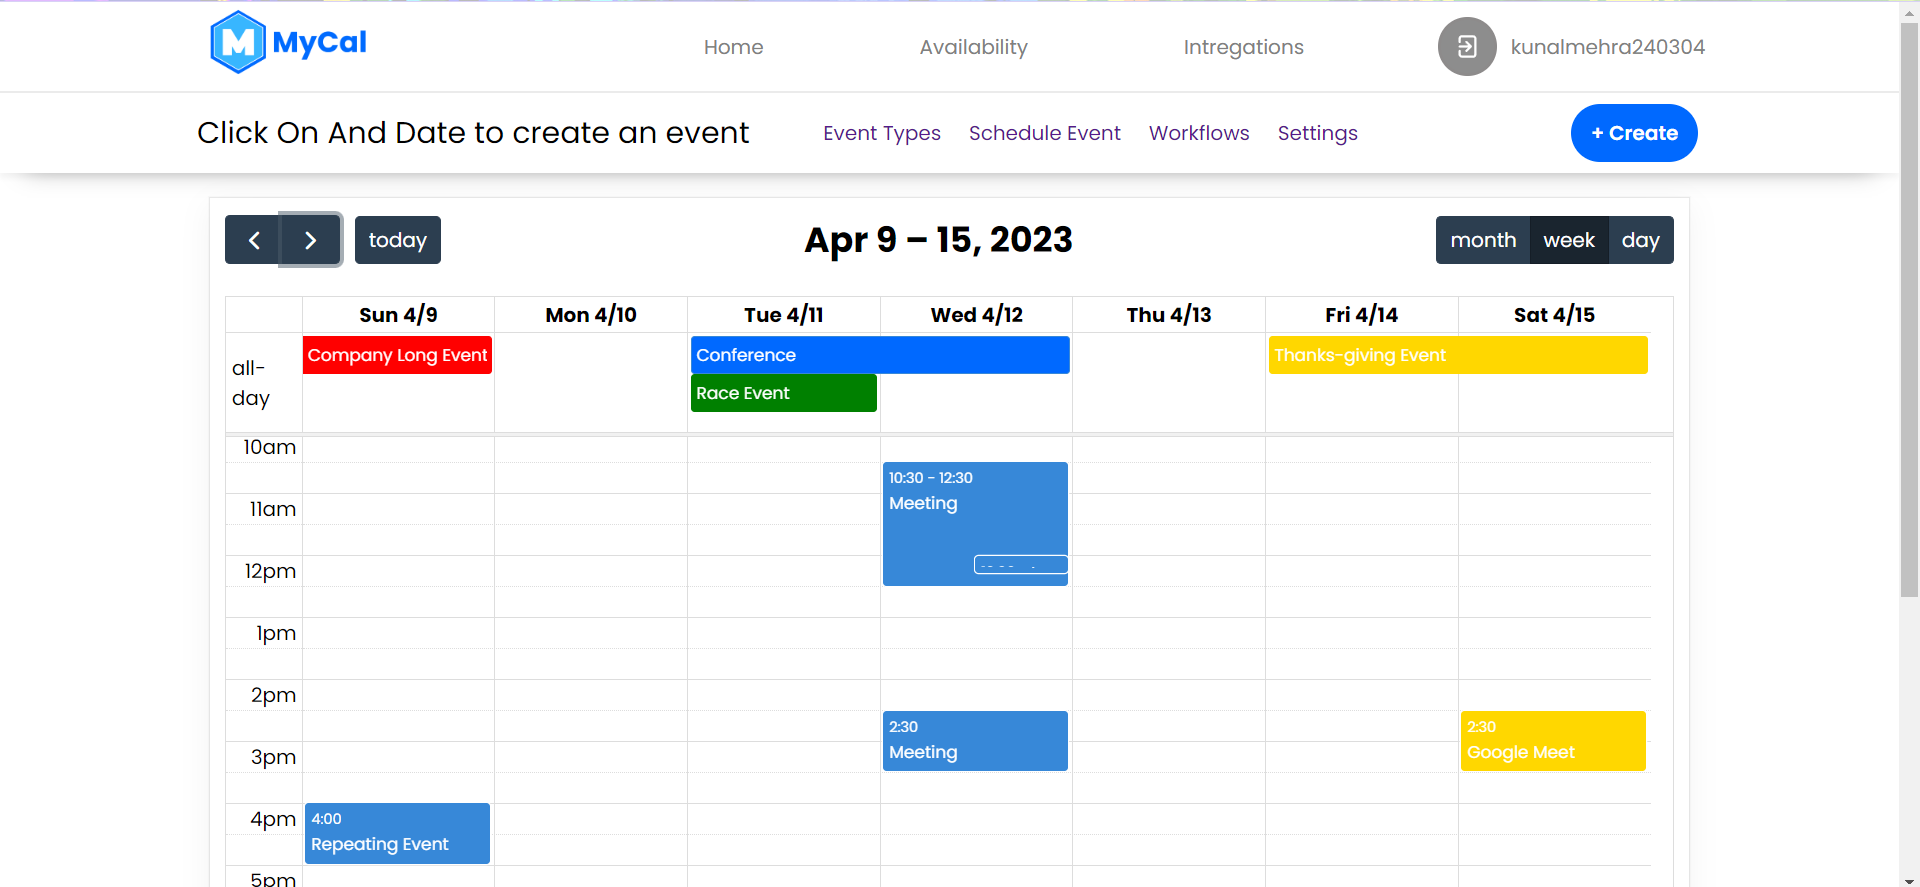 MyCal
Home
Availability
Intregations
kunalmehra240304
Click On And Date to create an event
Event Types
Schedule Event
Workflows
Settings
+ Create
today
Apr 9 – 15, 2023
month
week
day
Sun 4/9
Mon 4/10
Tue 4/11
Wed 4/12
Thu 4/13
Fri 4/14
Sat 4/15
all-
day
Company Long Event
Conference
Thanks-giving Event
Race Event
10am
10:30 - 12:30
Meeting
11am
12pm
1pm
2pm
2:30
Meeting
2:30
Google Meet
3pm
4pm
4:00
Repeating Event
5pm